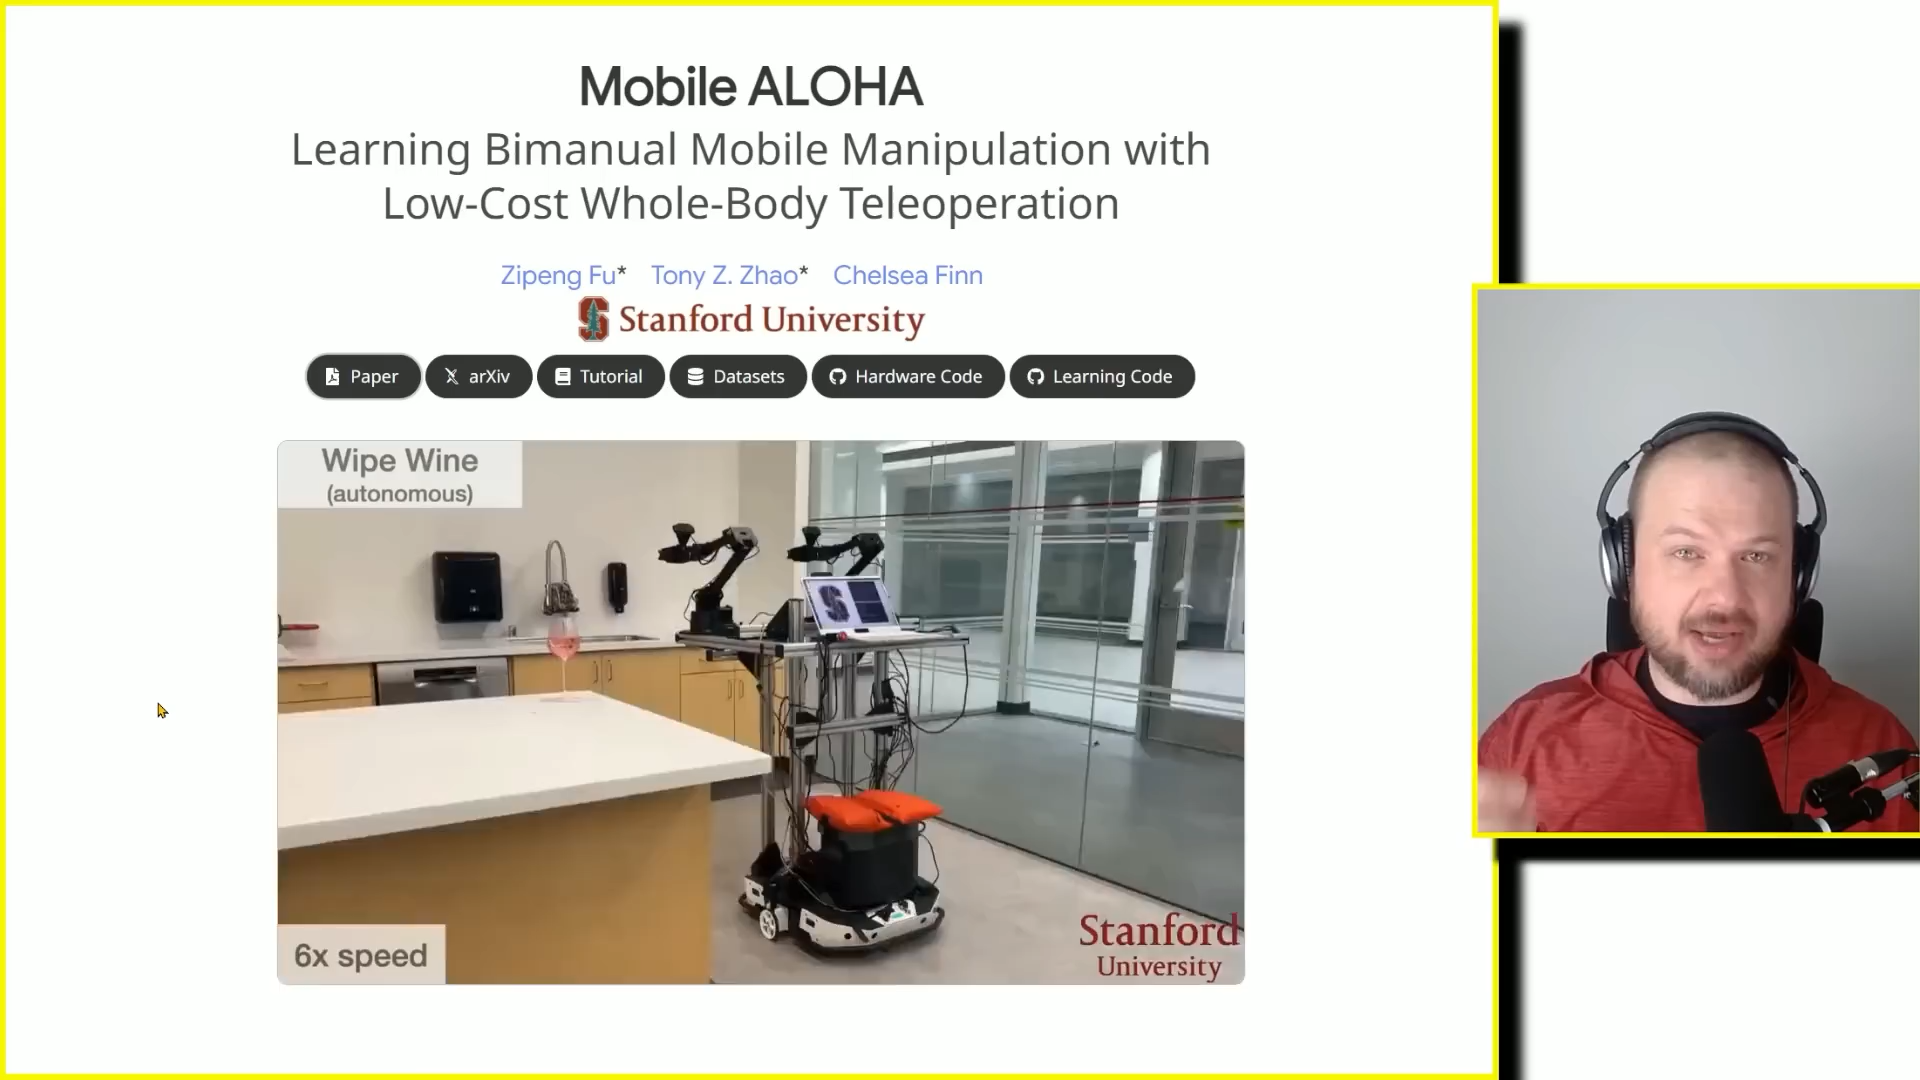 Mobile ALOHA
Learning Bimanual Mobile Manipulation with
Low-Cost Whole-Body Teleoperation
Zipeng Fu* Tony Z. Zhao* Chelsea Finn
Stanford University
Paper arXiv Tutorial Datasets Hardware Code Learning Code
Wipe Wine
(autonomous)
6x speed
Stanford
University